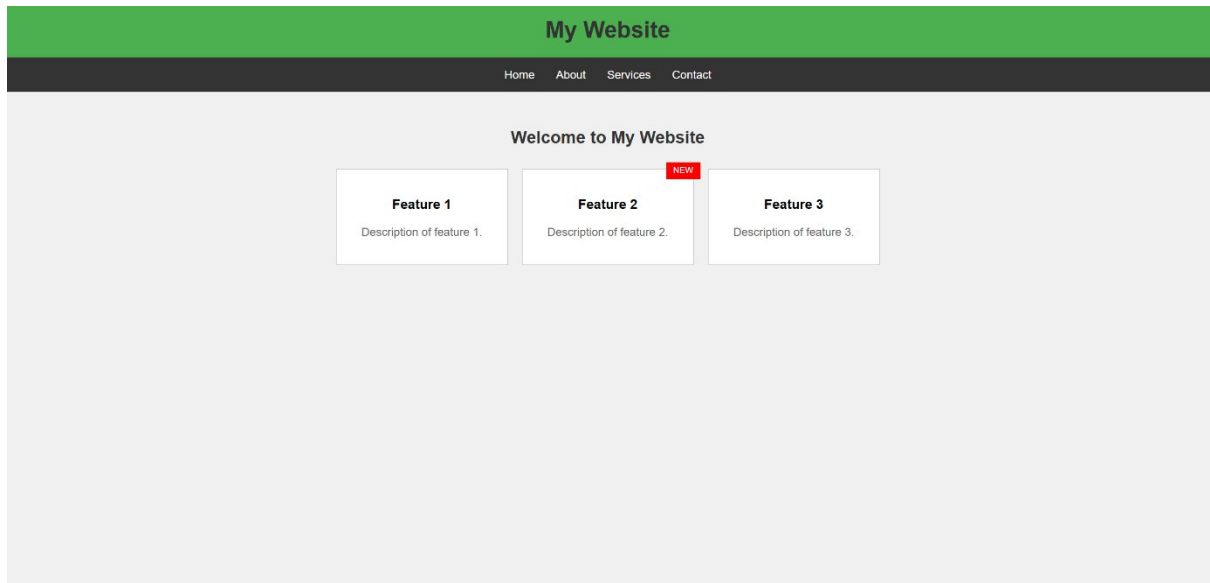 My Website
Home About Services Contact
Welcome to My Website
NEW
Feature 1 Feature 2 Feature 3
Description of feature 1. Description of feature 2. Description of feature 3.